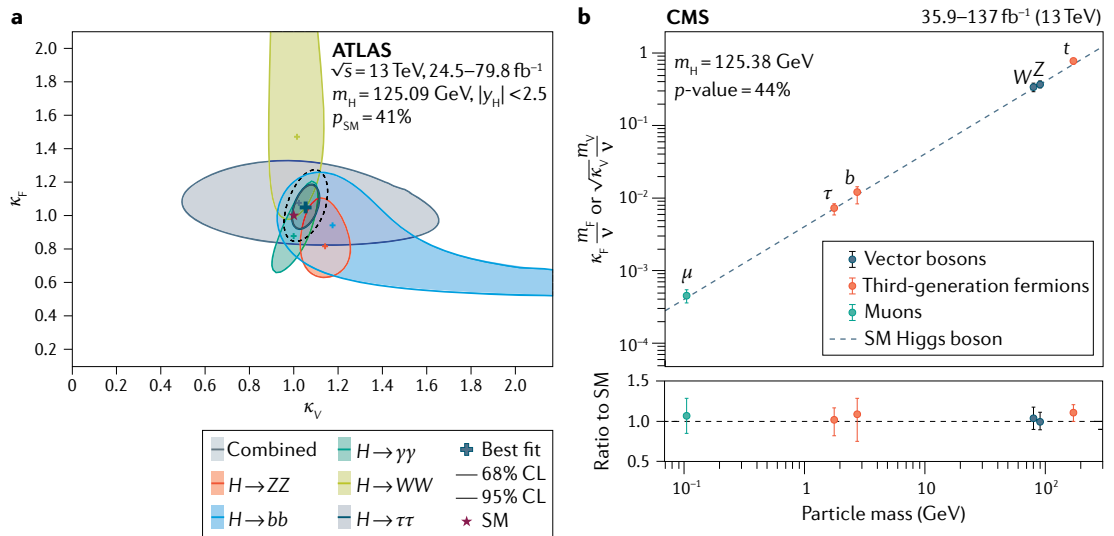 a
ATLAS
√s = 13 TeV, 24.5–79.8 fb⁻¹
m_H = 125.09 GeV, |y_H| < 2.5
p_SM = 41%
2.0
1.8
1.6
1.4
1.2
1.0
0.8
0.6
0.4
0.2
κ_F
0 0.2 0.4 0.6 0.8 1.0 1.2 1.4 1.6 1.8 2.0
κ_V
Combined
H→ZZ
H→bb
H→γγ
H→WW
H→ττ
Best fit
68% CL
95% CL
SM
b
CMS 35.9–137 fb⁻¹ (13 TeV)
m_H = 125.38 GeV
p-value = 44%
1
10⁻¹
10⁻²
10⁻³
10⁻⁴
κ_F m_F/ν or √κ_V m_V/ν
μ
τ
b
W
Z
t
Vector bosons
Third-generation fermions
Muons
SM Higgs boson
Ratio to SM
1.5
1.0
0.5
10⁻¹ 1 10 10²
Particle mass (GeV)